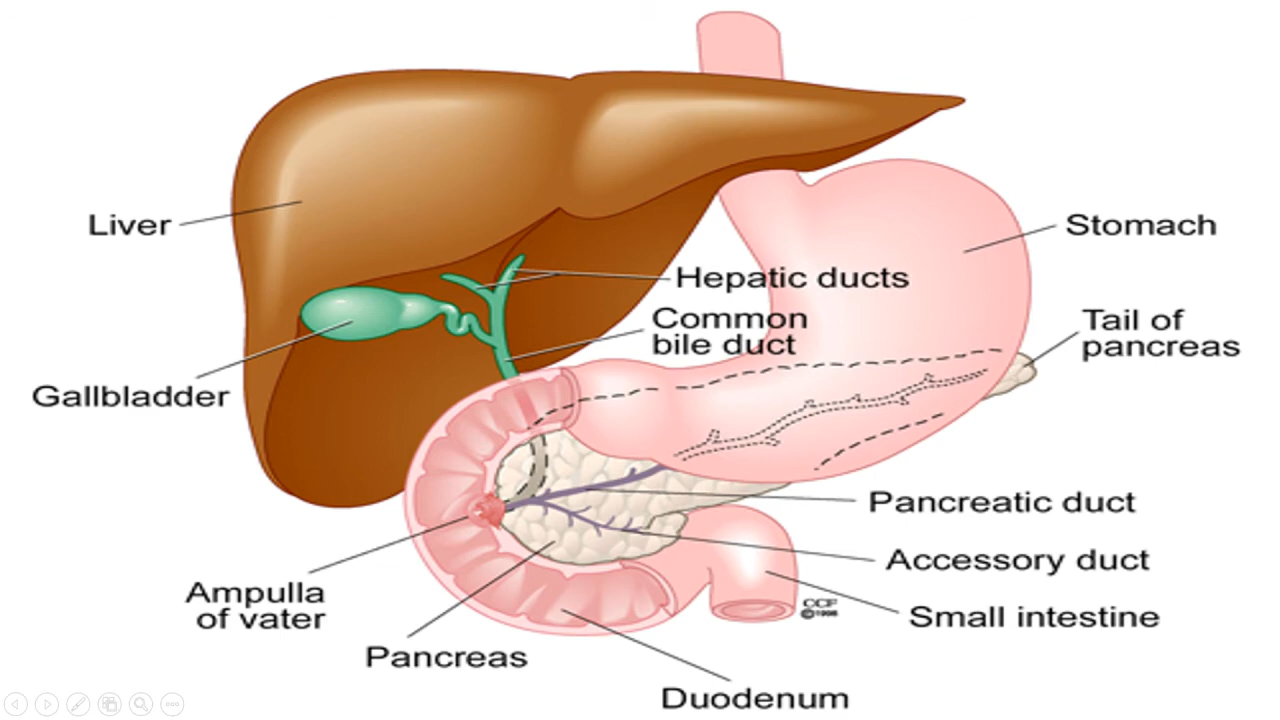 Liver
Stomach
Hepatic ducts
Common
bile duct
Tail of
pancreas
Gallbladder
Pancreatic duct
Accessory duct
Ampulla
of vater
CCF
©1998
Small intestine
Pancreas
Duodenum